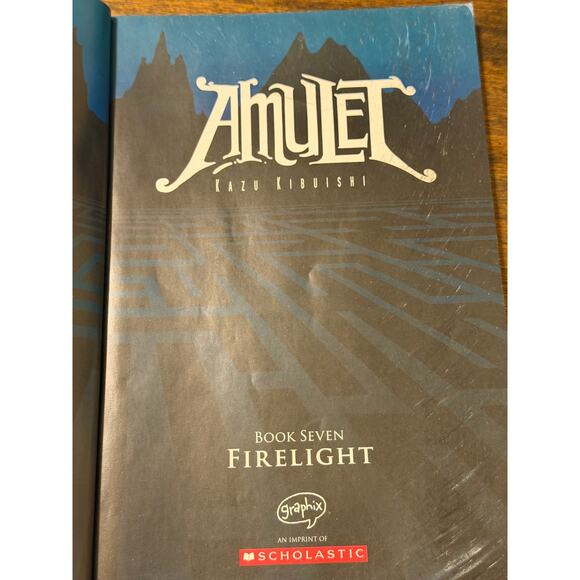 AMULET
KAZU KIBUISHI
BOOK SEVEN
FIRELIGHT
graphix
AN IMPRINT OF
SCHOLASTIC